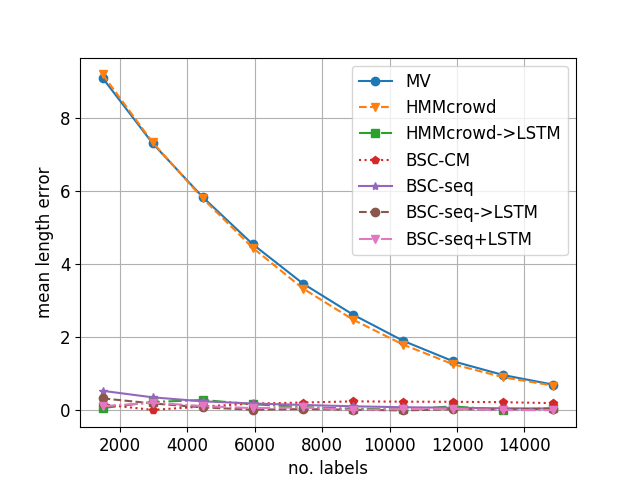 MV
HMMcrowd
HMMcrowd->LSTM
BSC-CM
BSC-seq
BSC-seq->LSTM
BSC-seq+LSTM
mean length error
8
6
4
2
0
2000 4000 6000 8000 10000 12000 14000
no. labels